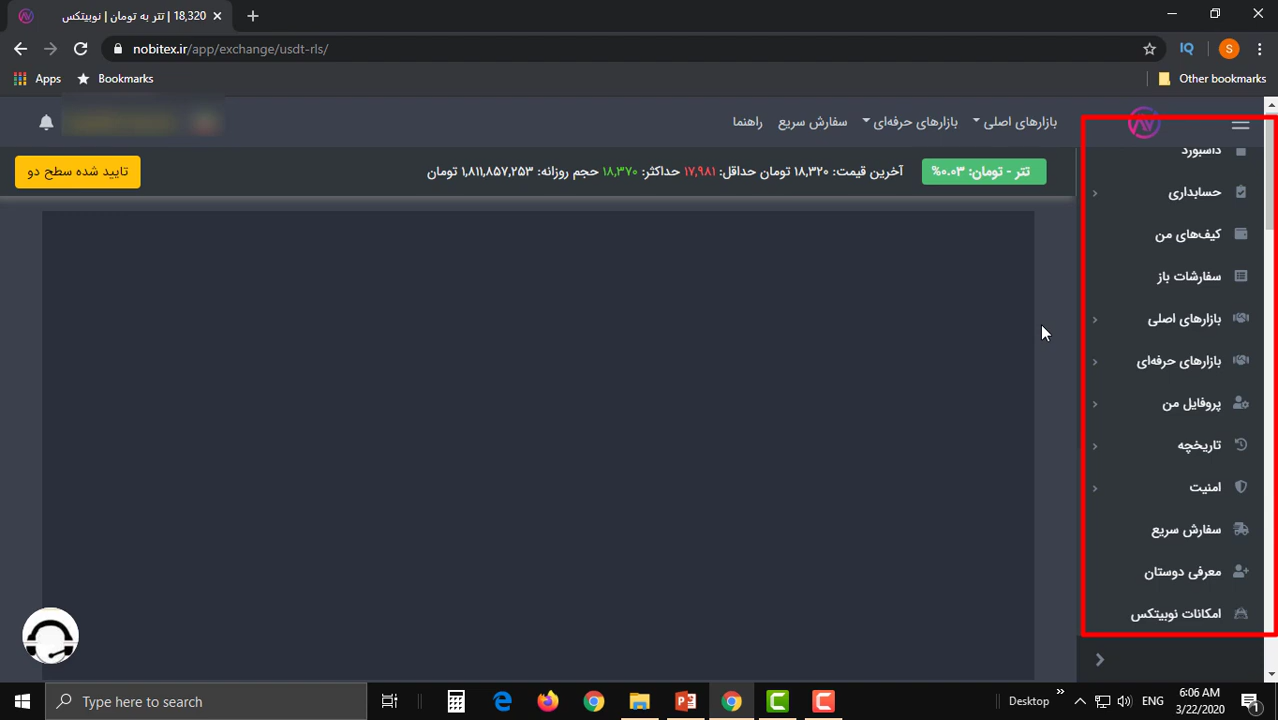 18,320 | تتر به تومان | نوبیتکس
nobitex.ir/app/exchange/usdt-rls/
IQ
S
Apps
Bookmarks
Other bookmarks
بازارهای اصلی
بازارهای حرفه‌ای
سفارش سریع
راهنما
تتر - تومان: ۰.۰۳%
آخرین قیمت: ۱۸,۳۲۰ تومان حداقل: ۱۷,۹۸۱ حداکثر: ۱۸,۳۷۰ حجم روزانه: ۱,۸۱۱,۸۵۷,۲۵۳ تومان
تایید شده سطح دو
داشبورد
حسابداری
کیف‌های من
سفارشات باز
بازارهای اصلی
بازارهای حرفه‌ای
پروفایل من
تاریخچه
امنیت
سفارش سریع
معرفی دوستان
امکانات نوبیتکس
Type here to search
Desktop
ENG
6:06 AM
3/22/2020
1